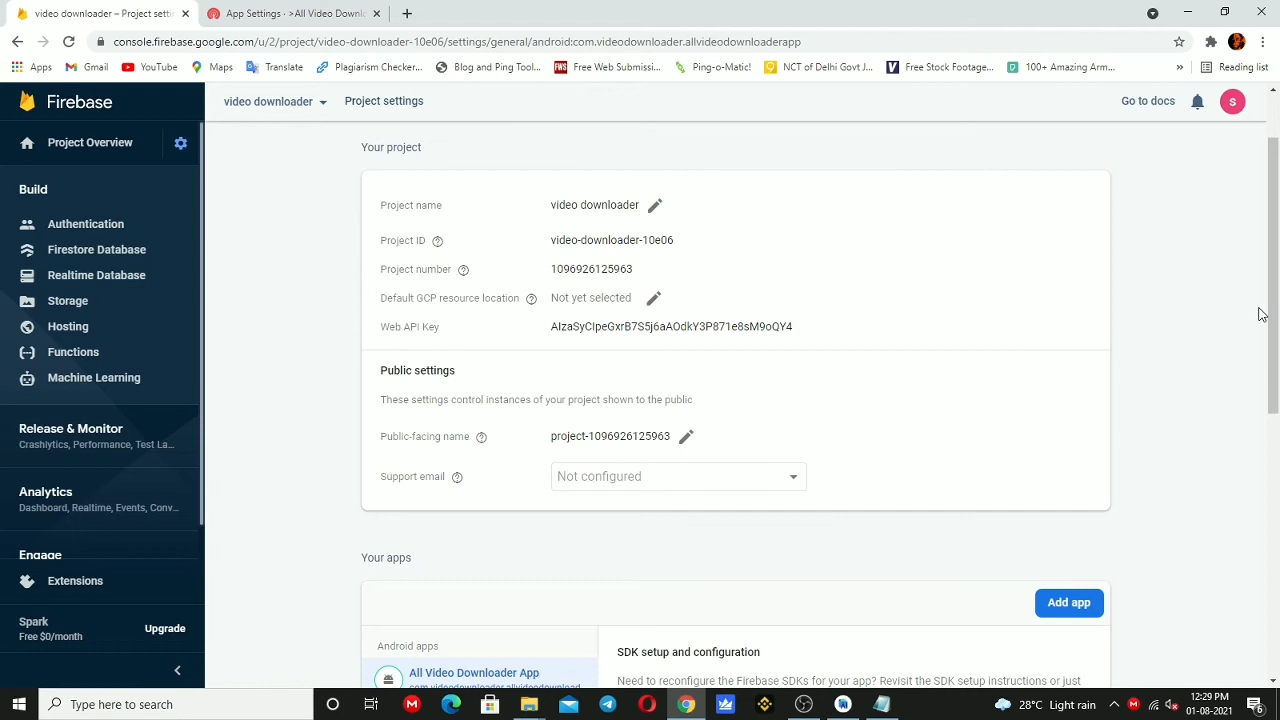 video downloader – Project setti
App Settings - >All Video Downlo
console.firebase.google.com/u/2/project/video-downloader-10e06/settings/general/android:com.videodownloader.allvideodownloaderapp
Apps Gmail YouTube Maps Translate Plagiarism Checker... Blog and Ping Tool... Free Web Submissi... Ping-o-Matic! NCT of Delhi Govt J... Free Stock Footage... 100+ Amazing Arm... » Reading list
Firebase
video downloader Project settings
Go to docs
S
Project Overview
Build
Authentication
Firestore Database
Realtime Database
Storage
Hosting
Functions
Machine Learning
Release & Monitor
Crashlytics, Performance, Test La...
Analytics
Dashboard, Realtime, Events, Conv...
Engage
Extensions
Spark
Free $0/month
Upgrade
Your project
Project name video downloader
Project ID video-downloader-10e06
Project number 1096926125963
Default GCP resource location Not yet selected
Web API Key AIzaSyCIpeGxrB7S5j6aAOdkY3P871e8sM9oQY4
Public settings
These settings control instances of your project shown to the public
Public-facing name project-1096926125963
Support email Not configured
Your apps
Add app
Android apps
All Video Downloader App
com.videodownloader.allvideodownload...
SDK setup and configuration
Need to reconfigure the Firebase SDKs for your app? Revisit the SDK setup instructions or just
Type here to search
28°C Light rain
12:29 PM
01-08-2021
6